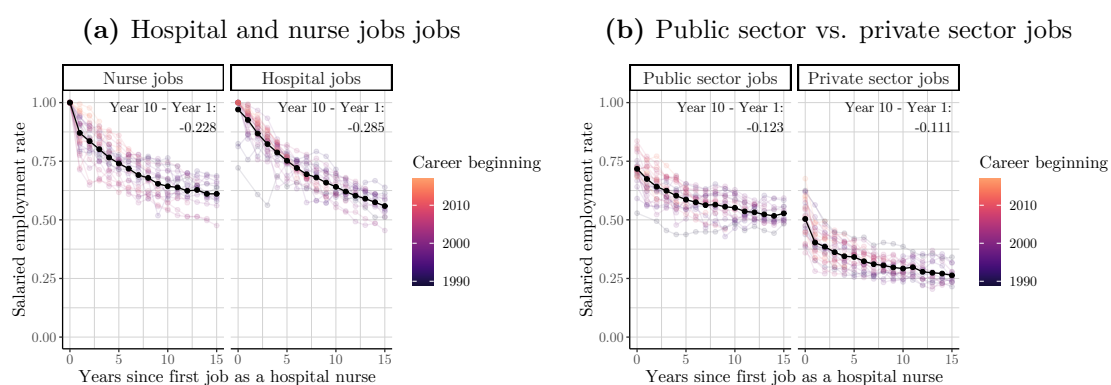 (a) Hospital and nurse jobs jobs
Nurse jobs
Hospital jobs
Year 10 - Year 1:
-0.228
Year 10 - Year 1:
-0.285
1.00
0.75
0.50
0.25
0.00
Salaried employment rate
0 5 10 15
0 5 10 15
Years since first job as a hospital nurse
Career beginning
2010
2000
1990
(b) Public sector vs. private sector jobs
Public sector jobs
Private sector jobs
Year 10 - Year 1:
-0.123
Year 10 - Year 1:
-0.111
1.00
0.75
0.50
0.25
0.00
Salaried employment rate
0 5 10 15
0 5 10 15
Years since first job as a hospital nurse
Career beginning
2010
2000
1990